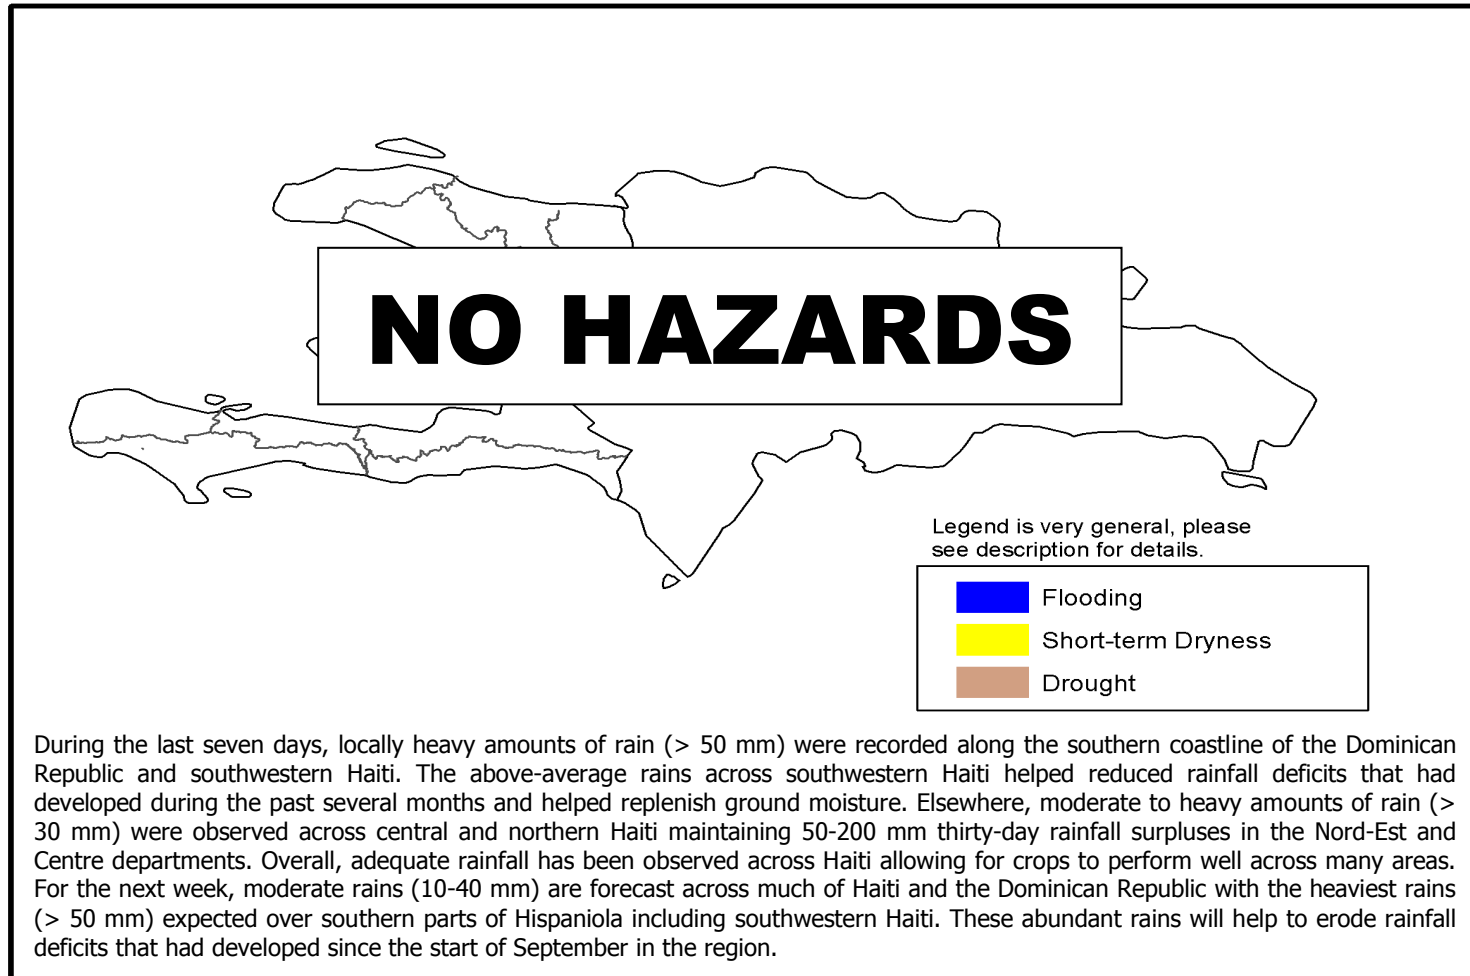 NO HAZARDS
Legend is very general, please
see description for details.
Flooding
Short-term Dryness
Drought
During the last seven days, locally heavy amounts of rain (> 50 mm) were recorded along the southern coastline of the Dominican
Republic and southwestern Haiti. The above-average rains across southwestern Haiti helped reduced rainfall deficits that had
developed during the past several months and helped replenish ground moisture. Elsewhere, moderate to heavy amounts of rain (>
30 mm) were observed across central and northern Haiti maintaining 50-200 mm thirty-day rainfall surpluses in the Nord-Est and
Centre departments. Overall, adequate rainfall has been observed across Haiti allowing for crops to perform well across many areas.
For the next week, moderate rains (10-40 mm) are forecast across much of Haiti and the Dominican Republic with the heaviest rains
(> 50 mm) expected over southern parts of Hispaniola including southwestern Haiti. These abundant rains will help to erode rainfall
deficits that had developed since the start of September in the region.